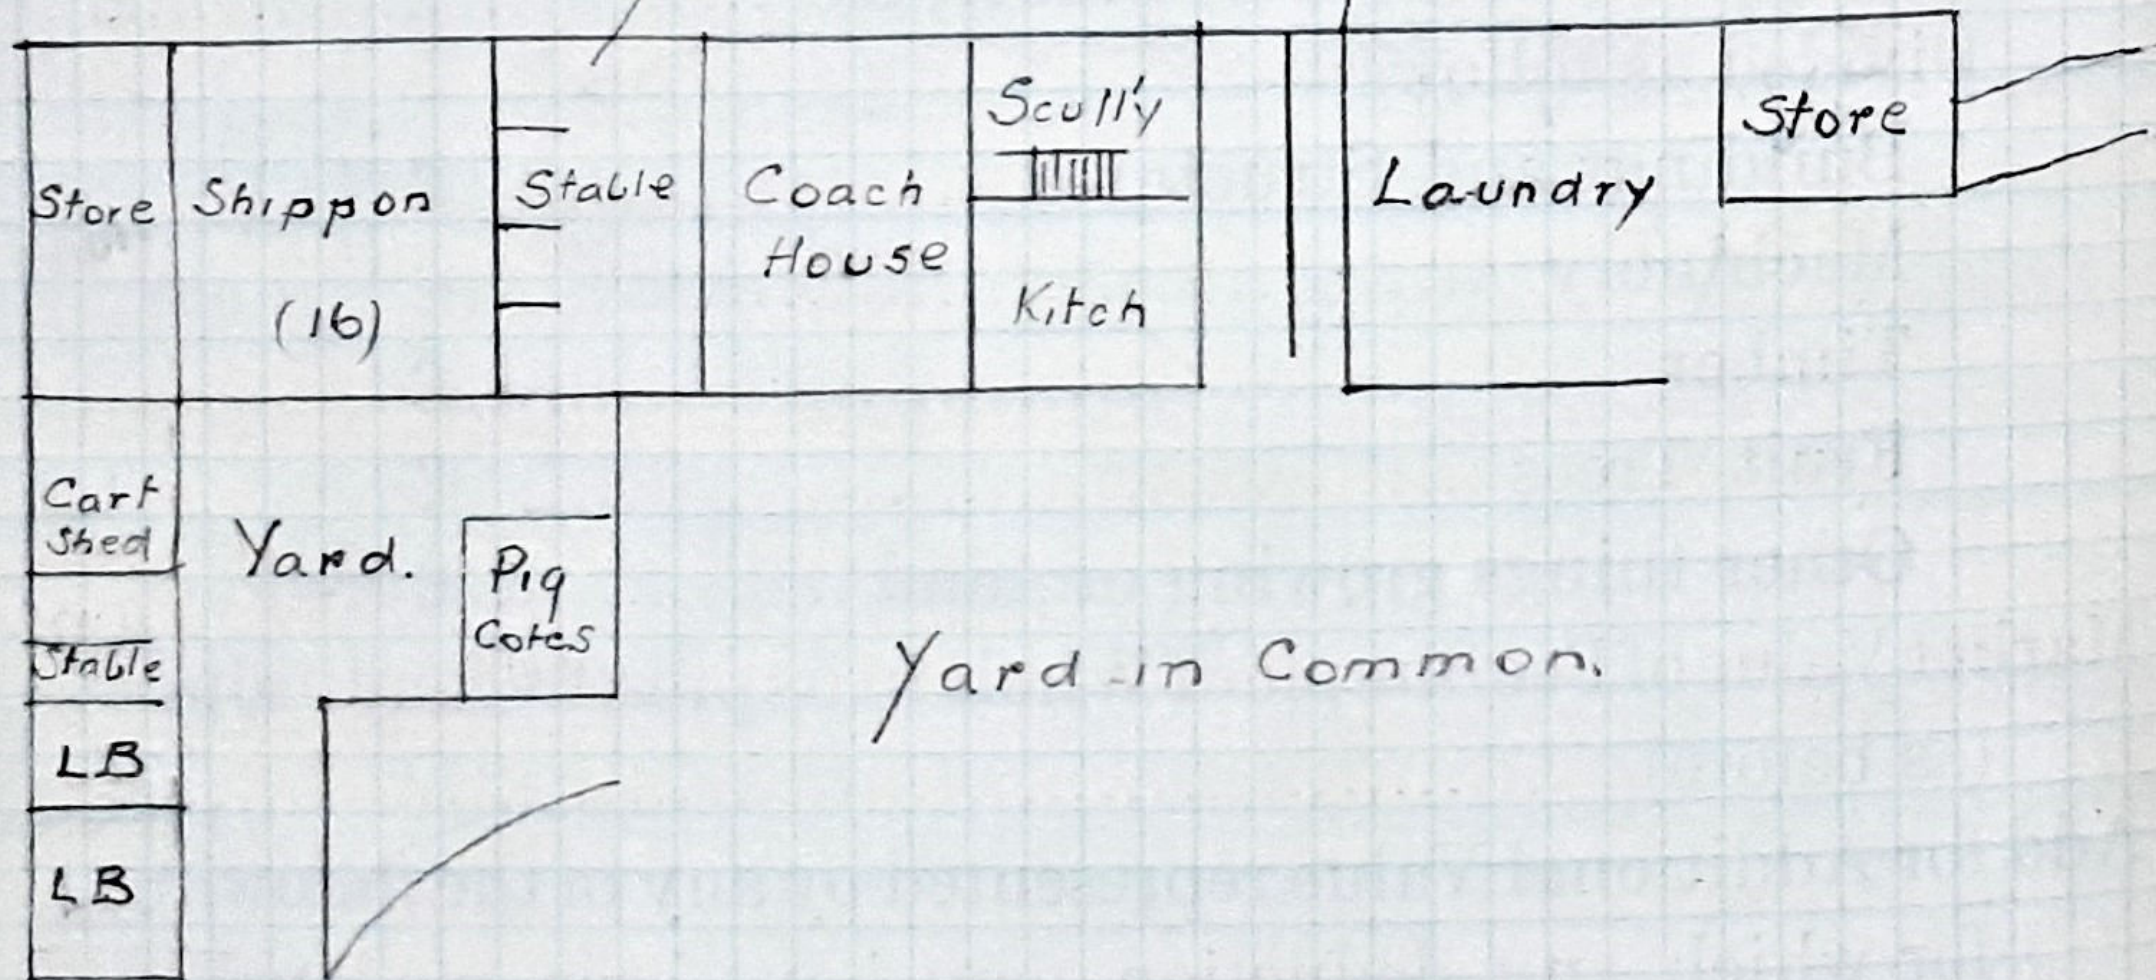 Store
Shippon
(16)
Stable
Coach
House
Scull'y
Kitch
Laundry
Store
Cart
Shed
Yard.
Pig
Cotes
Stable
LB
LB
Yard in Common.